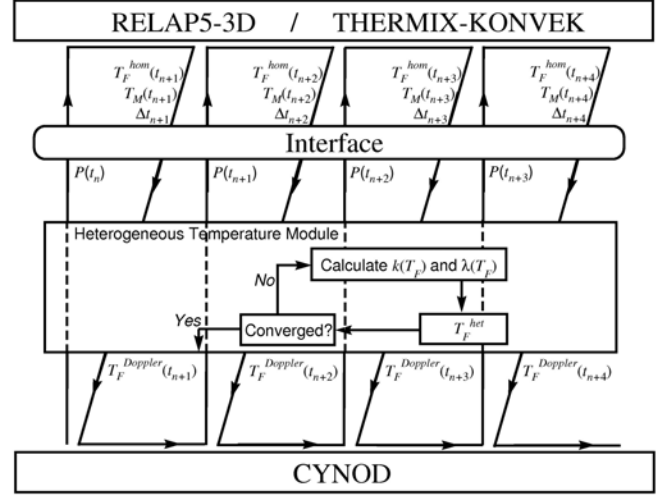 RELAP5-3D / THERMIX-KONVEK
T_F^hom(t_n+1) T_F^hom(t_n+2) T_F^hom(t_n+3) T_F^hom(t_n+4)
T_M(t_n+1) T_M(t_n+2) T_M(t_n+3) T_M(t_n+4)
Δt_n+1 Δt_n+2 Δt_n+3 Δt_n+4
Interface
P(t_n) P(t_n+1) P(t_n+2) P(t_n+3)
Heterogeneous Temperature Module
Calculate k(T_F) and λ(T_F)
No
Yes
Converged?
T_F^het
T_F^Doppler(t_n+1) T_F^Doppler(t_n+2) T_F^Doppler(t_n+3) T_F^Doppler(t_n+4)
CYNOD